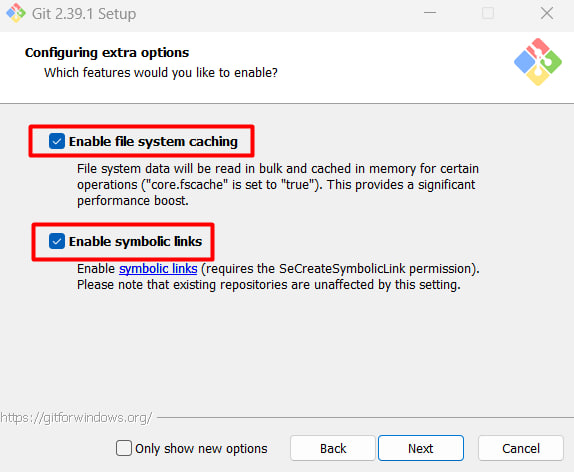 Git 2.39.1 Setup
Configuring extra options
Which features would you like to enable?
Enable file system caching
File system data will be read in bulk and cached in memory for certain
operations ("core.fscache" is set to "true"). This provides a significant
performance boost.
Enable symbolic links
Enable symbolic links (requires the SeCreateSymbolicLink permission).
Please note that existing repositories are unaffected by this setting.
https://gitforwindows.org/
Only show new options
Back
Next
Cancel